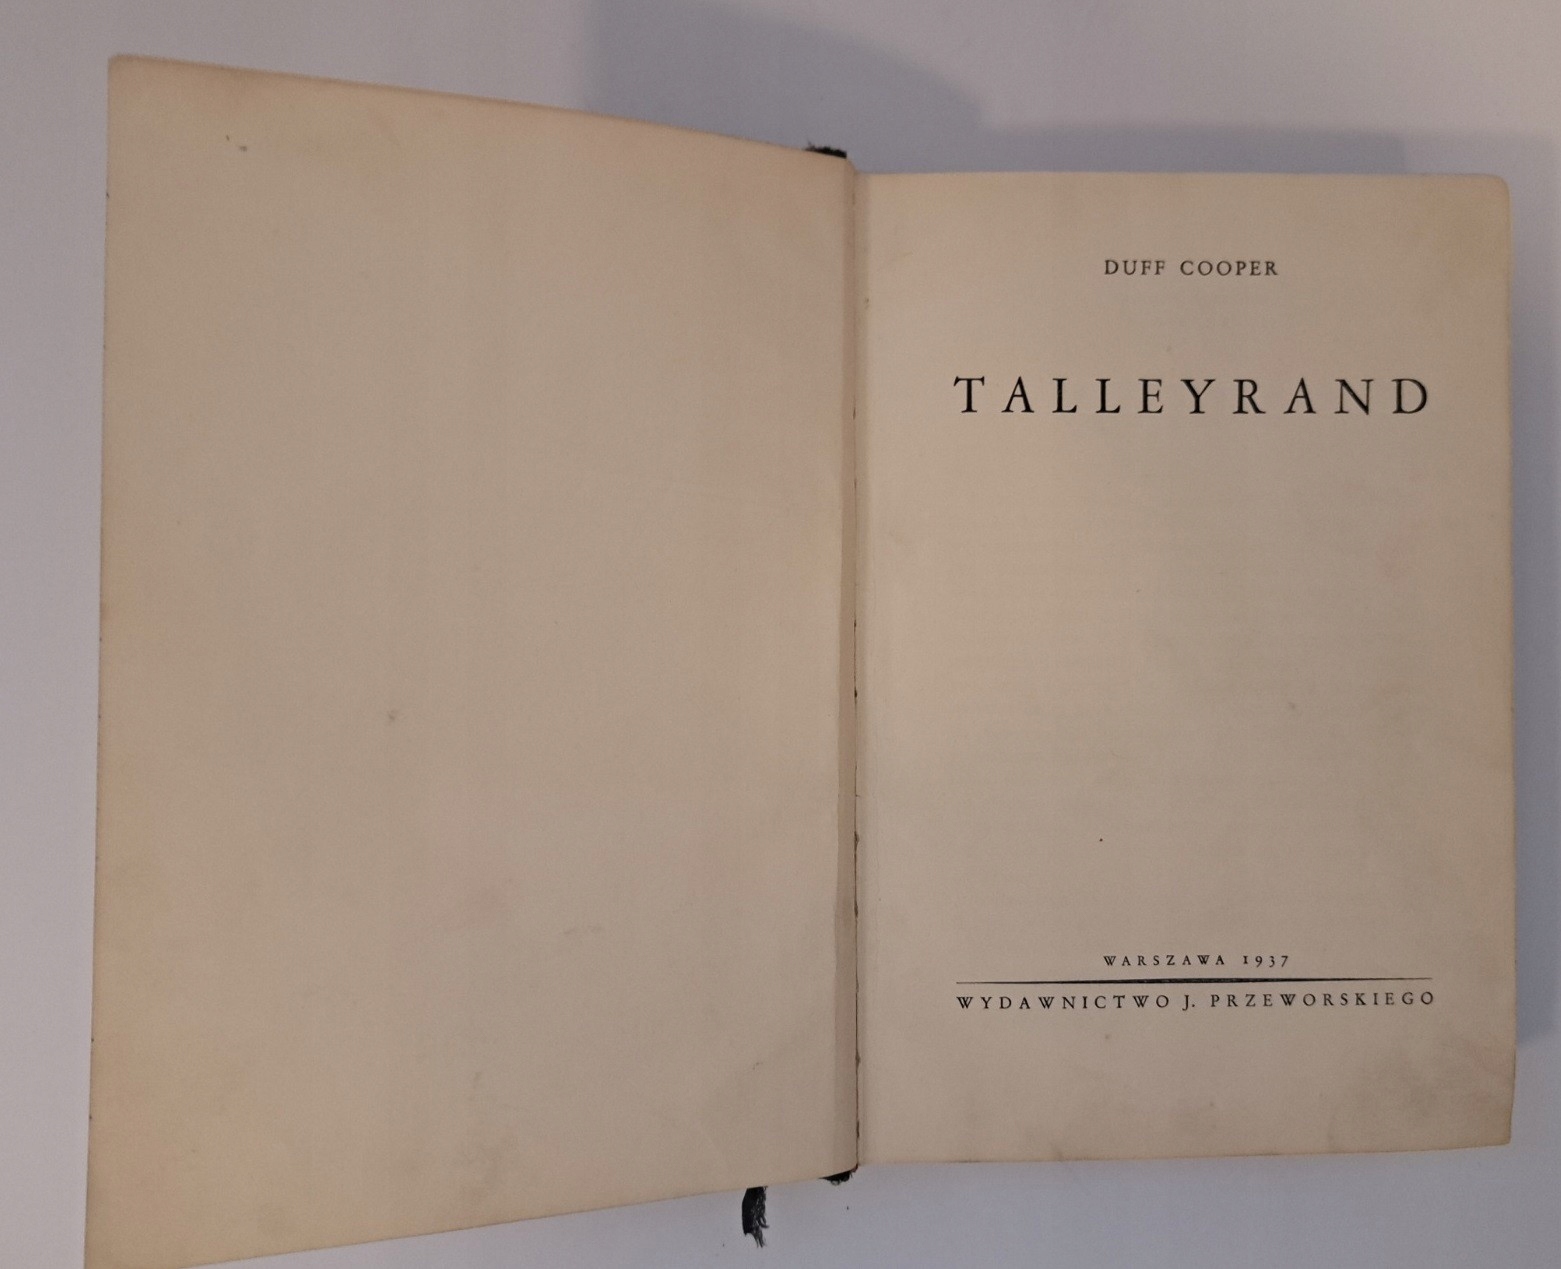 DUFF COOPER
TALLEYRAND
WARSZAWA 1937
WYDAWNICTWO J. PRZEWORSKIEGO